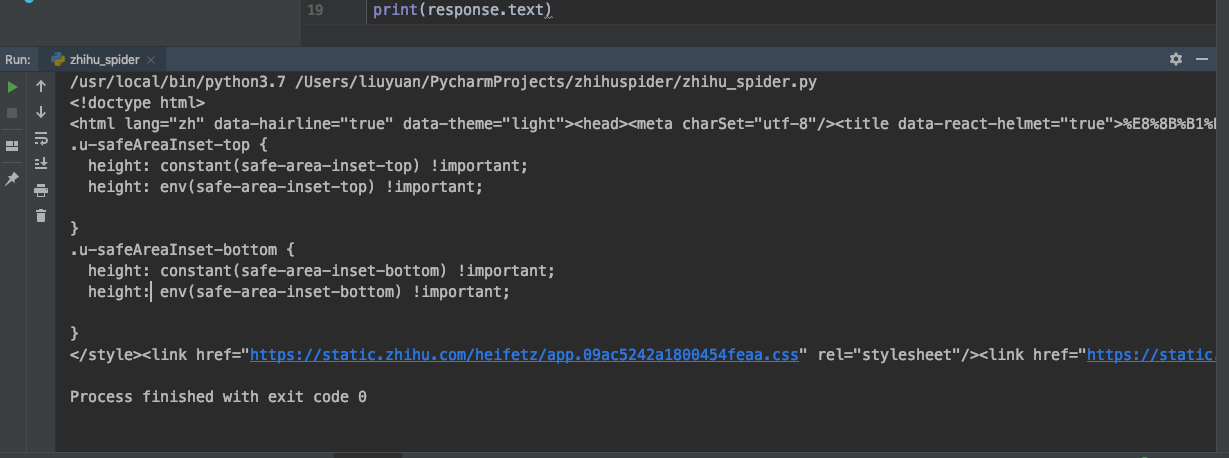 19 print(response.text)
Run: zhihu_spider
/usr/local/bin/python3.7 /Users/liuyuan/PycharmProjects/zhihuspider/zhihu_spider.py
<!doctype html>
<html lang="zh" data-hairline="true" data-theme="light"><head><meta charSet="utf-8"/><title data-react-helmet="true">%E8%8B%B1%
.u-safeAreaInset-top {
  height: constant(safe-area-inset-top) !important;
  height: env(safe-area-inset-top) !important;
}
.u-safeAreaInset-bottom {
  height: constant(safe-area-inset-bottom) !important;
  height: env(safe-area-inset-bottom) !important;
}
</style><link href="https://static.zhihu.com/heifetz/app.09ac5242a1800454feaa.css" rel="stylesheet"/><link href="https://static.
Process finished with exit code 0